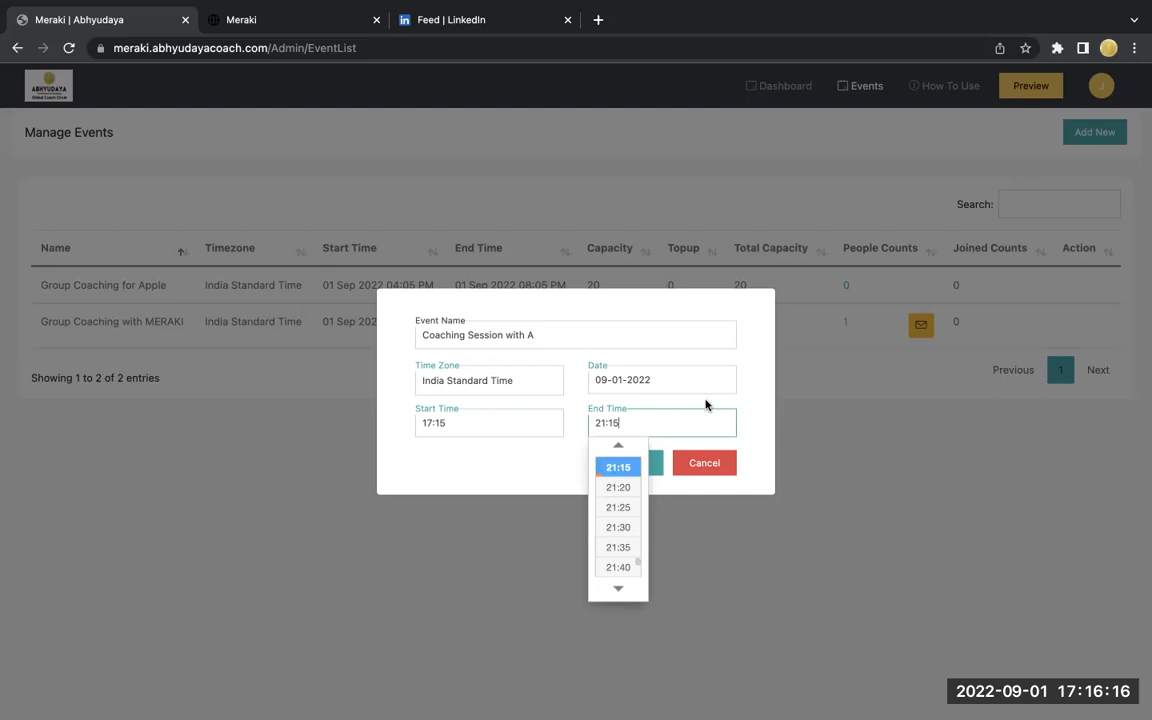 Meraki | Abhyudaya
Meraki
Feed | LinkedIn
meraki.abhyudayacoach.com/Admin/EventList
ABHYUDAYA
Global Coach Circle
Dashboard
Events
How To Use
Preview
J
Manage Events
Add New
Search:
Name Timezone Start Time End Time Capacity Topup Total Capacity People Counts Joined Counts Action
Group Coaching for Apple India Standard Time 01 Sep 2022 04:05 PM 01 Sep 2022 08:05 PM 20 0 20 0 0
Group Coaching with MERAKI India Standard Time 01 Sep 202 1 0
Showing 1 to 2 of 2 entries
Previous 1 Next
Event Name
Coaching Session with A
Time Zone
India Standard Time
Date
09-01-2022
Start Time
17:15
End Time
21:15
Cancel
21:15
21:20
21:25
21:30
21:35
21:40
2022-09-01 17:16:16